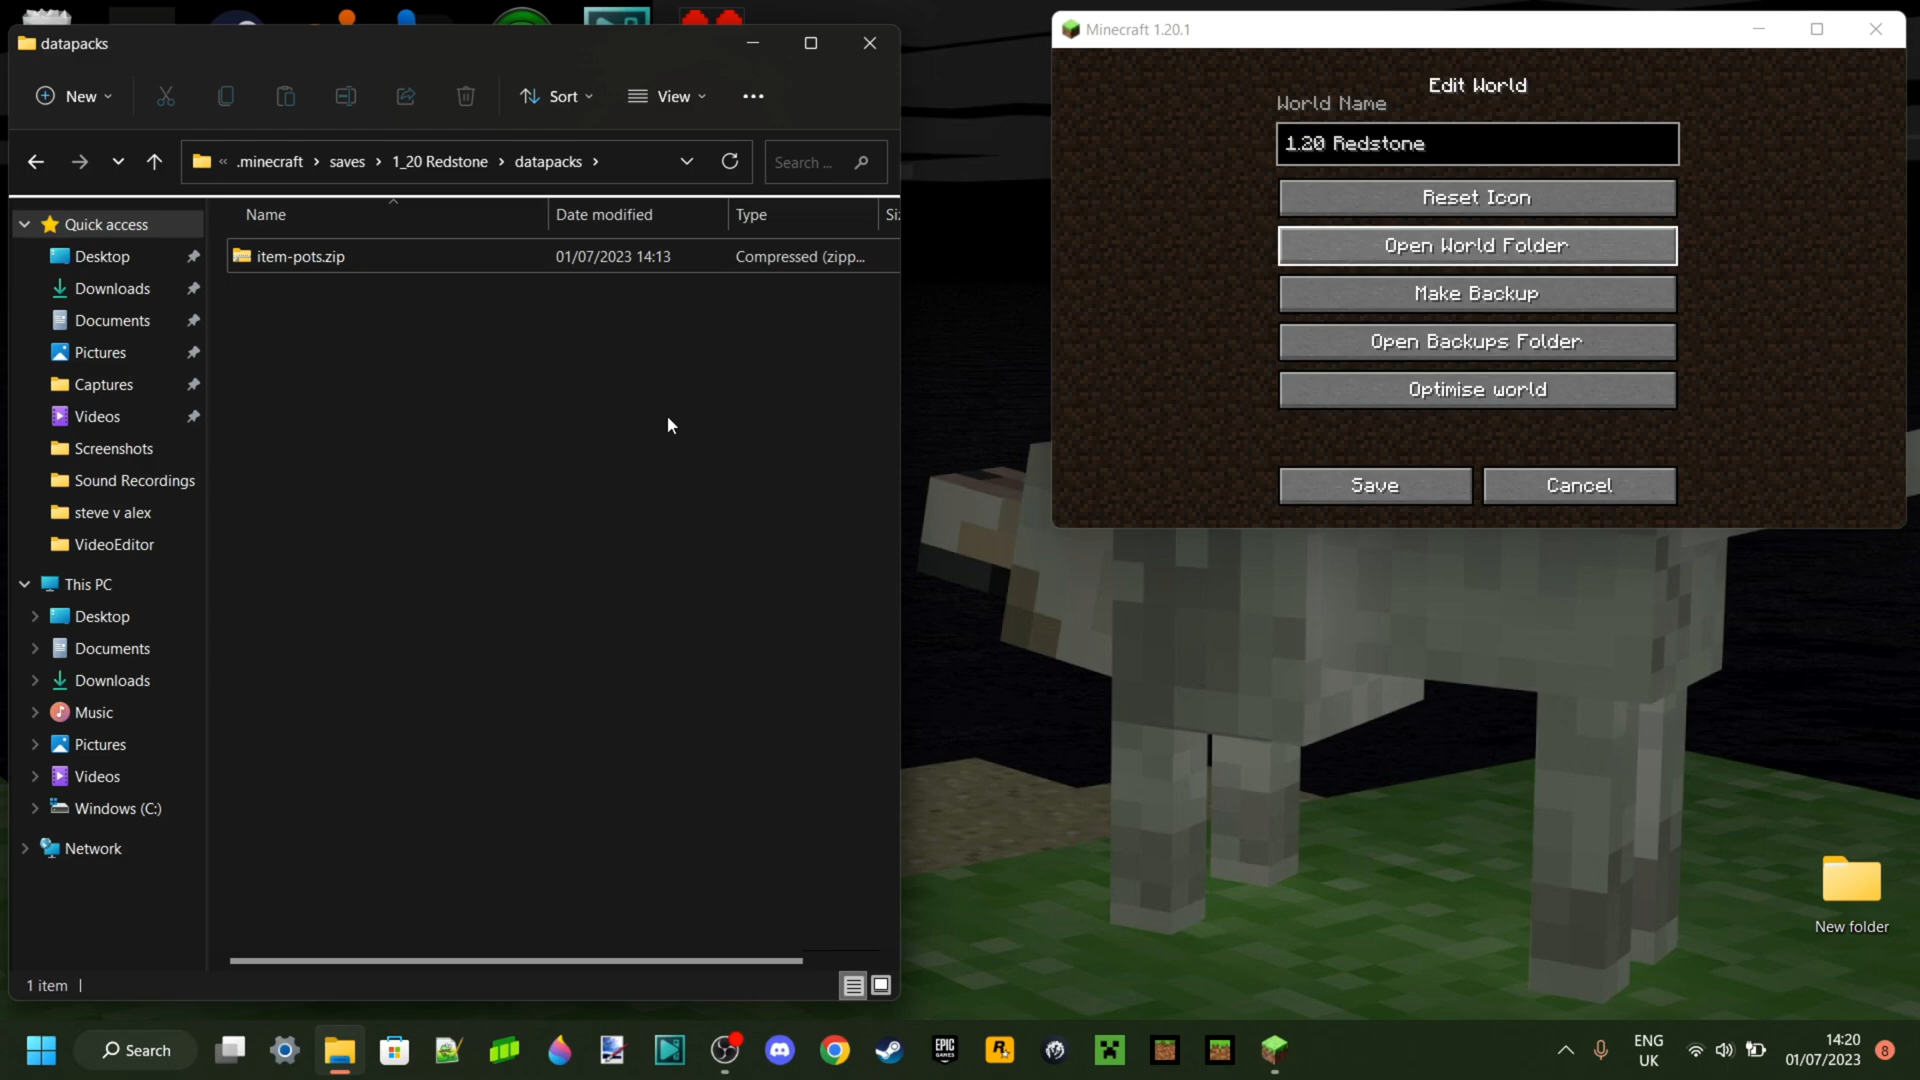 datapacks
New
Sort
View
« .minecraft > saves > 1_20 Redstone > datapacks >
Search ...
Name
Date modified
Type
Siz
item-pots.zip
01/07/2023 14:13
Compressed (zipp...
Quick access
Desktop
Downloads
Documents
Pictures
Captures
Videos
Screenshots
Sound Recordings
steve v alex
VideoEditor
This PC
Desktop
Documents
Downloads
Music
Pictures
Videos
Windows (C:)
Network
1 item
Minecraft 1.20.1
Edit World
World Name
1.20 Redstone
Reset Icon
Open World Folder
Make Backup
Open Backups Folder
Optimise world
Save
Cancel
New folder
Search
EPIC
GAMES
R
ENG
UK
14:20
01/07/2023
8